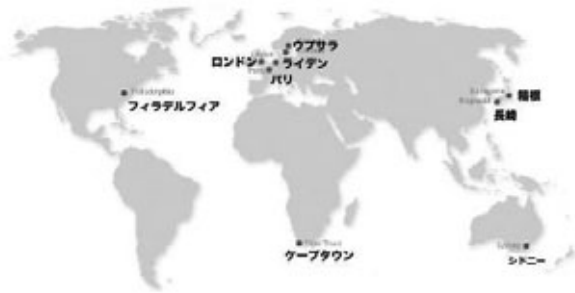 ウプサラ
ロンドン
ライデン
パリ
Philadelphia
フィラデルフィア
箱根
長崎
ケープタウン
シドニー